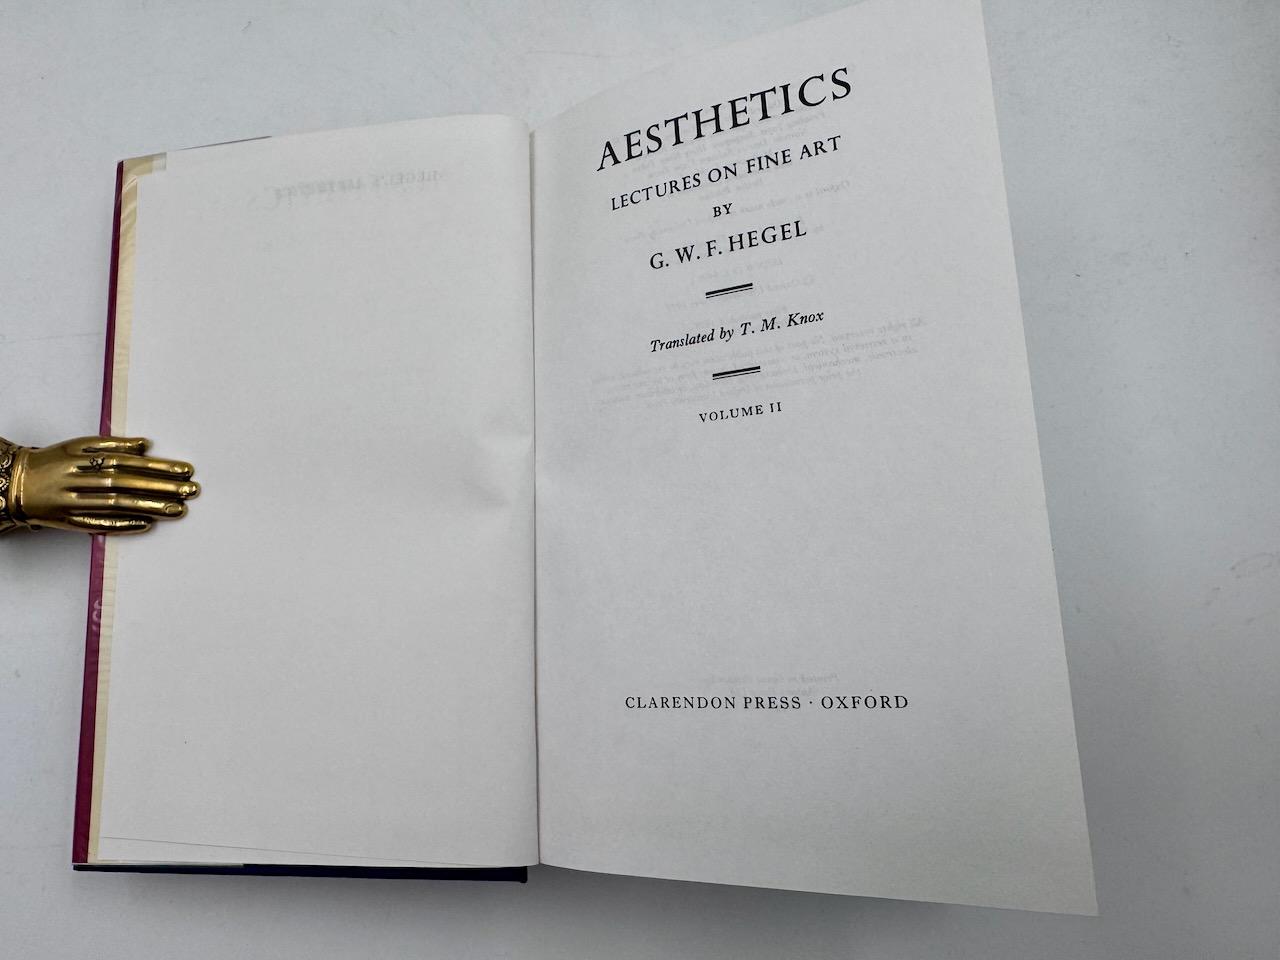 AESTHETICS
LECTURES ON FINE ART
BY
G. W. F. HEGEL
Translated by T. M. Knox
VOLUME II
CLARENDON PRESS · OXFORD